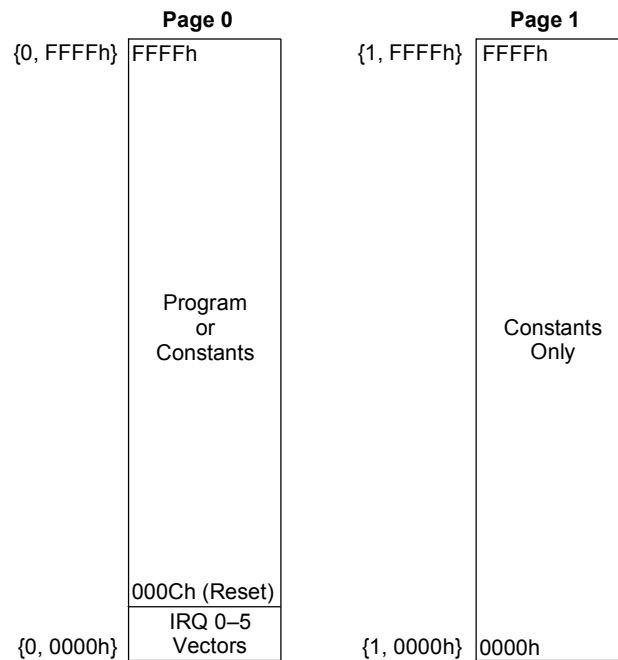 Page 0
Page 1
{0, FFFFh}
FFFFh
{1, FFFFh}
FFFFh
Program
or
Constants
Constants
Only
000Ch (Reset)
IRQ 0–5
Vectors
{0, 0000h}
{1, 0000h}
0000h